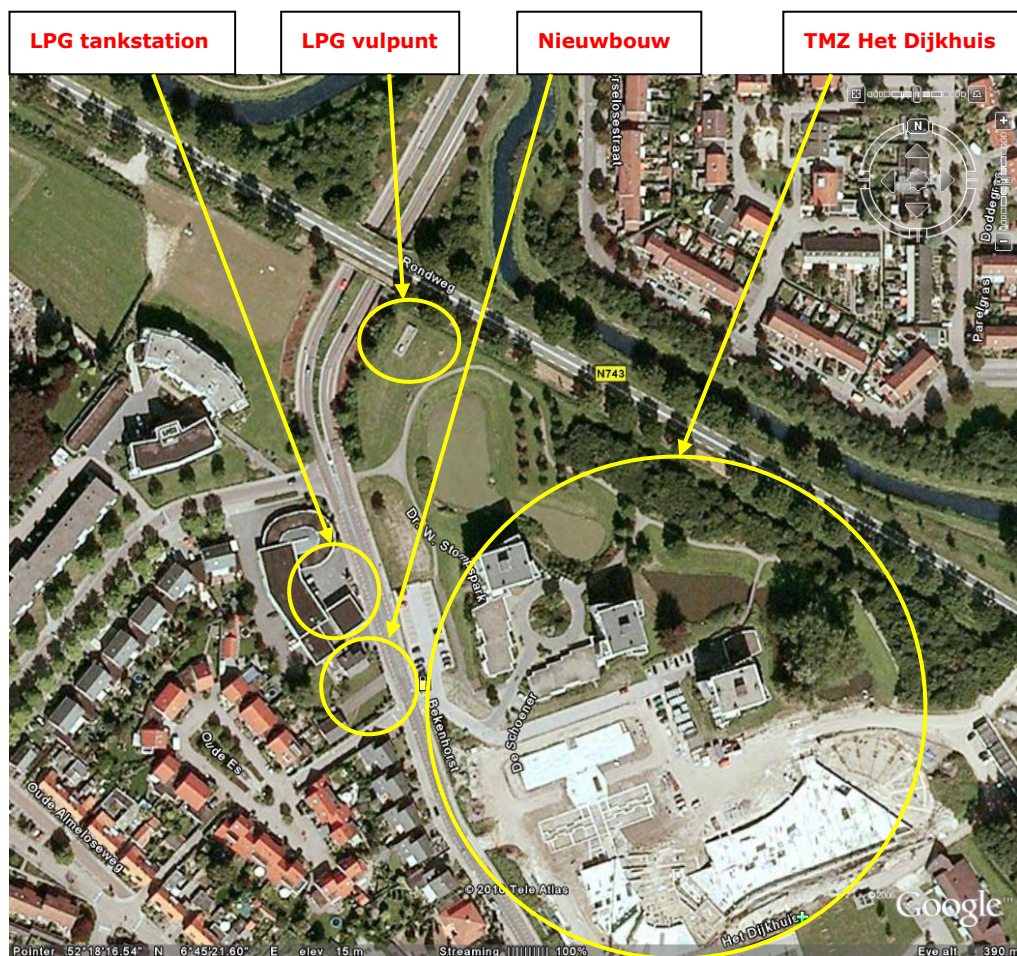 LPG tankstation
LPG vulpunt
Nieuwbouw
TMZ Het Dijkhuis
N
Doddegras
Rondweg
Parelgras
N743
Dr. W. Stompspark
De Schoener
Bekenhorst
Oude Es
Oude Almeloseweg
© 2010 Tele Atlas
Het Dijkhuis
Google
Pointer 52°18'16.54" N 6°45'21.60" E elev 15 m Streaming ||||||||| 100% Eye alt 390 m